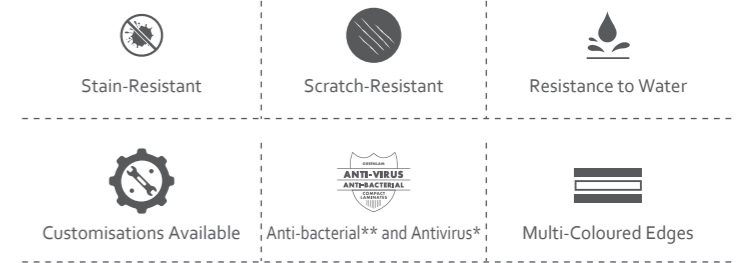 Stain-Resistant
Scratch-Resistant
Resistance to Water
GREENLAM
ANTI-VIRUS
ANTI-BACTERIAL
COMPACT
LAMINATES
Customisations Available
Anti-bacterial** and Antivirus*
Multi-Coloured Edges